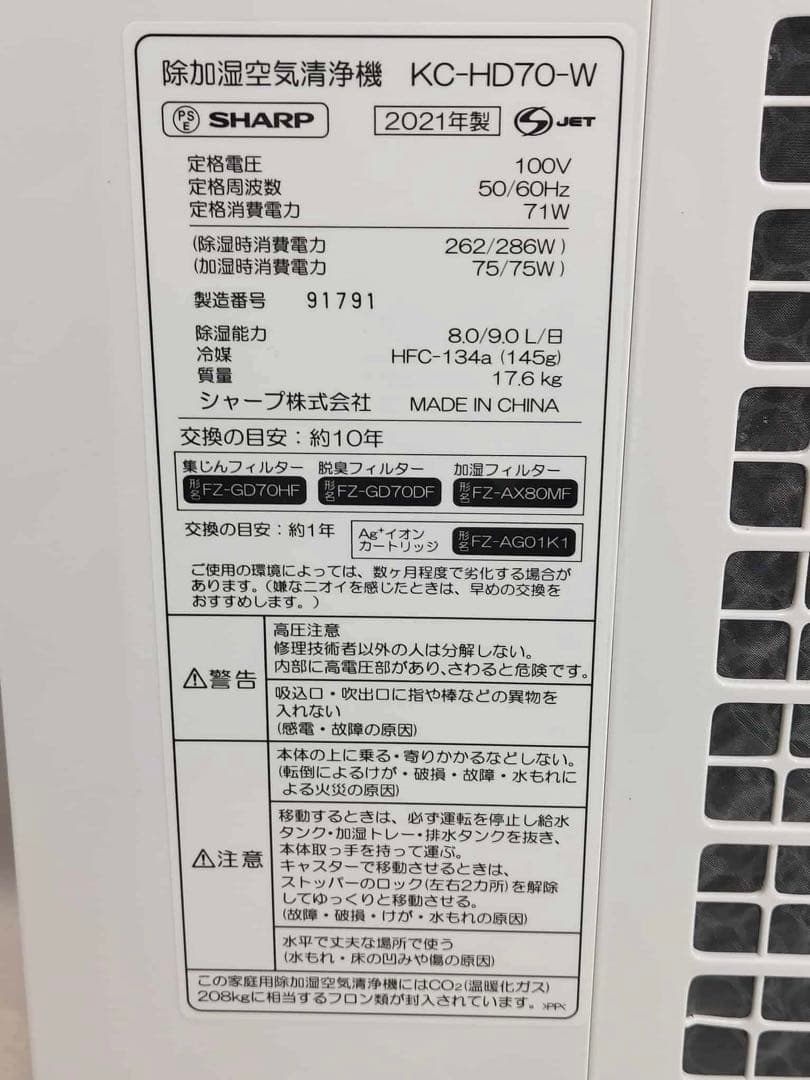 除加湿空気清浄機 KC-HD70-W
PSE SHARP 2021年製 S JET
定格電圧 100V
定格周波数 50/60Hz
定格消費電力 71W
(除湿時消費電力 262/286W)
(加湿時消費電力 75/75W)
製造番号 91791
除湿能力 8.0/9.0 L/日
冷媒 HFC-134a (145g)
質量 17.6 kg
シャープ株式会社 MADE IN CHINA
交換の目安:約10年
集じんフィルター 脱臭フィルター 加湿フィルター
形名 FZ-GD70HF 形名 FZ-GD70DF 形名 FZ-AX80MF
交換の目安:約1年 Ag+イオンカートリッジ 形名 FZ-AG01K1
ご使用の環境によっては、数ヶ月程度で劣化する場合が
あります。(嫌なニオイを感じたときは、早めの交換を
おすすめします。)
⚠警告
高圧注意
修理技術者以外の人は分解しない。
内部に高電圧部があり、さわると危険です。
吸込口・吹出口に指や棒などの異物を
入れない
(感電・故障の原因)
⚠注意
本体の上に乗る・寄りかかるなどしない。
(転倒によるけが・破損・故障・水もれに
よる火災の原因)
移動するときは、必ず運転を停止し給水
タンク・加湿トレー・排水タンクを抜き、
本体取っ手を持って運ぶ。
キャスターで移動させるときは、
ストッパーのロック(左右2カ所)を解除
してゆっくりと移動させる。
(故障・破損・けが・水もれの原因)
水平で丈夫な場所で使う
(水もれ・床の凹みや傷の原因)
この家庭用除加湿空気清浄機にはCO2(温暖化ガス)
208kgに相当するフロン類が封入されています。 >PP<